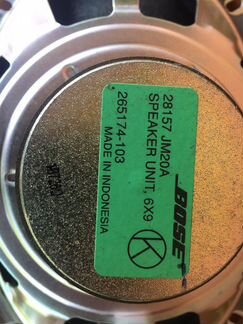 28157 JM20A
SPEAKER UNIT, 6X9
265174-103
MADE IN INDONESIA
BOSE
K